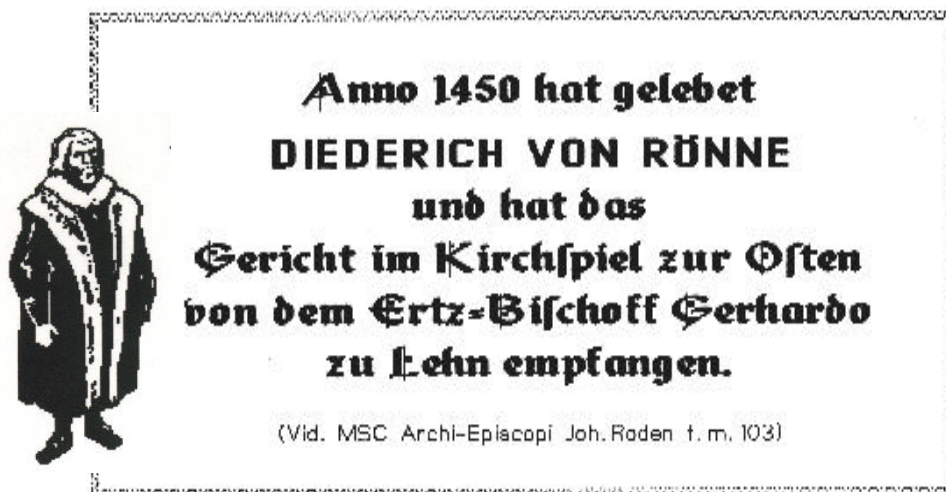 Anno 1450 hat gelebet
DIEDERICH VON RÖNNE
und hat das
Gericht im Kirchſpiel zur Oſten
von dem Ertz=Biſchoff Gerhardo
zu Lehn empfangen.
(Vid. MSC Archi-Episcopi Joh. Roden f. m. 103)